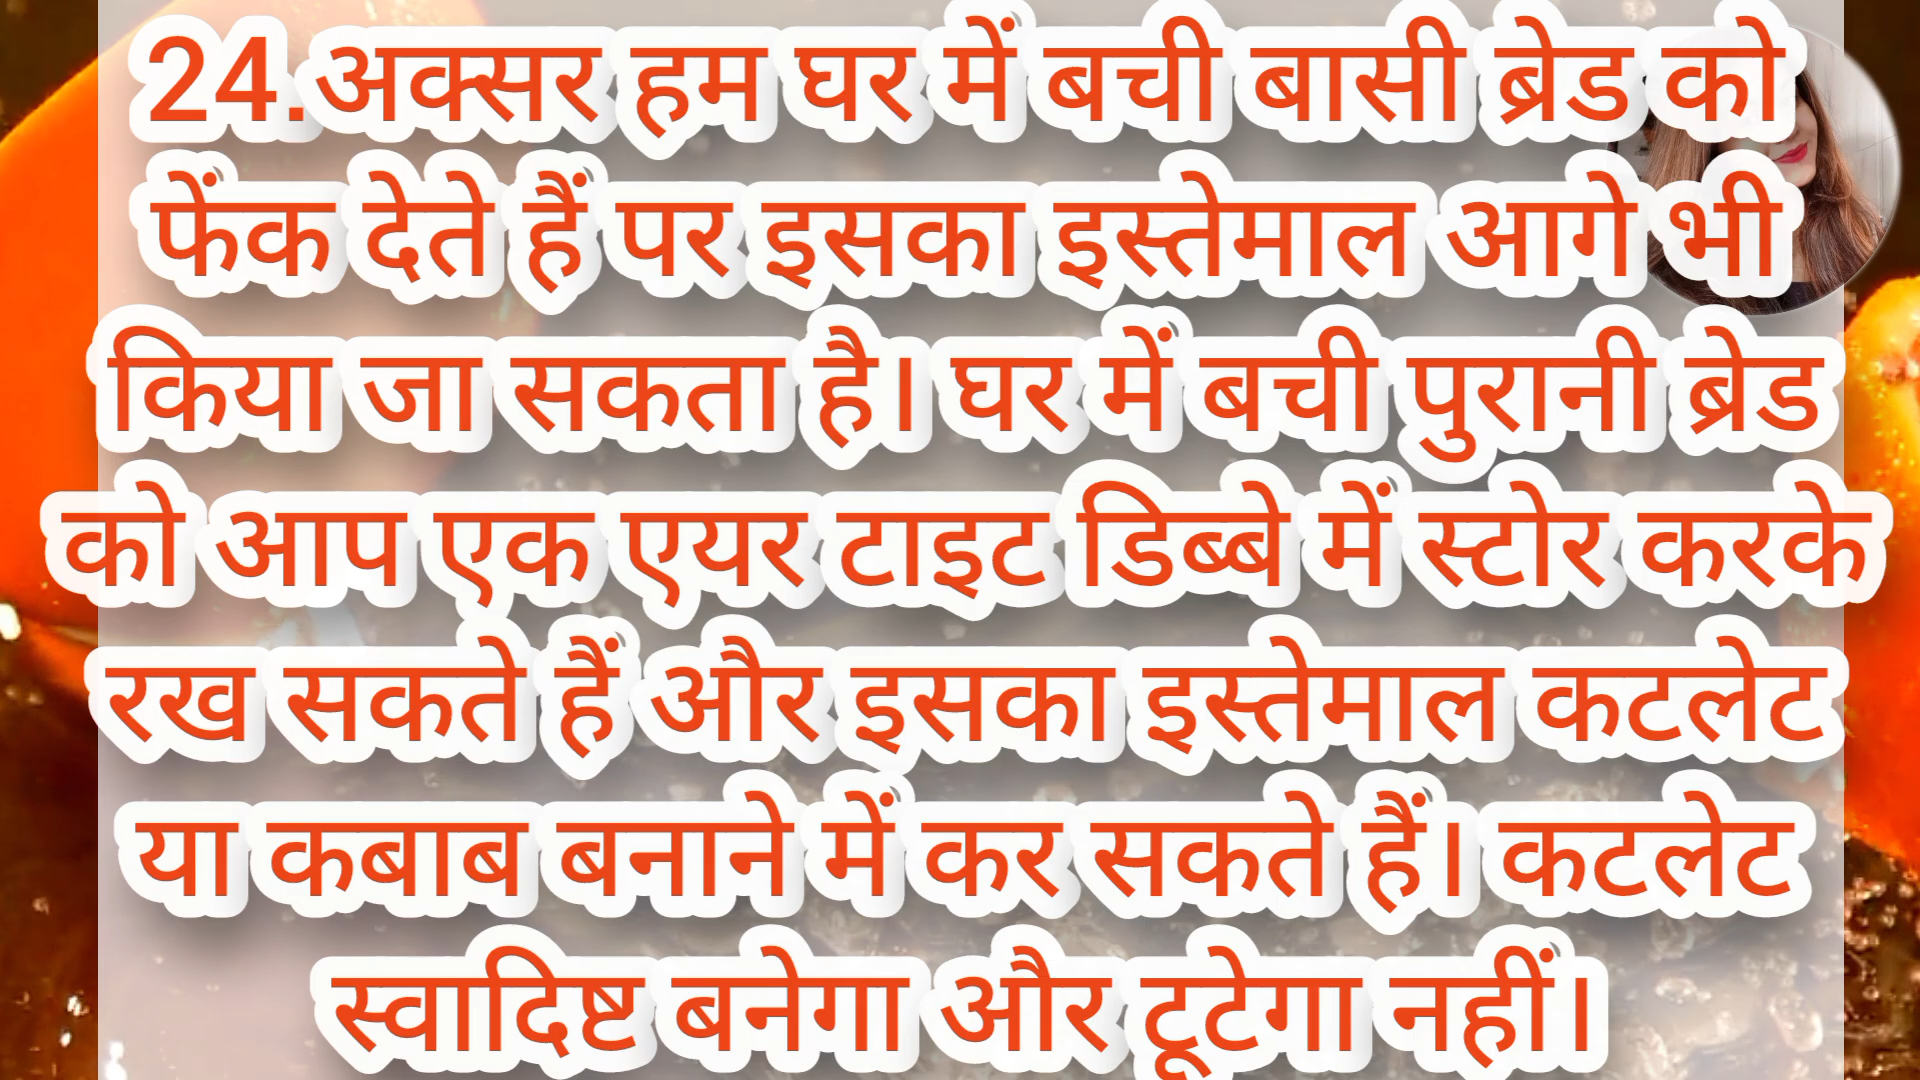 24.अक्सर हम घर में बची बासी ब्रेड को
फेंक देते हैं पर इसका इस्तेमाल आगे भी
किया जा सकता है। घर में बची पुरानी ब्रेड
को आप एक एयर टाइट डिब्बे में स्टोर करके
रख सकते हैं और इसका इस्तेमाल कटलेट
या कबाब बनाने में कर सकते हैं। कटलेट
स्वादिष्ट बनेगा और टूटेगा नहीं।